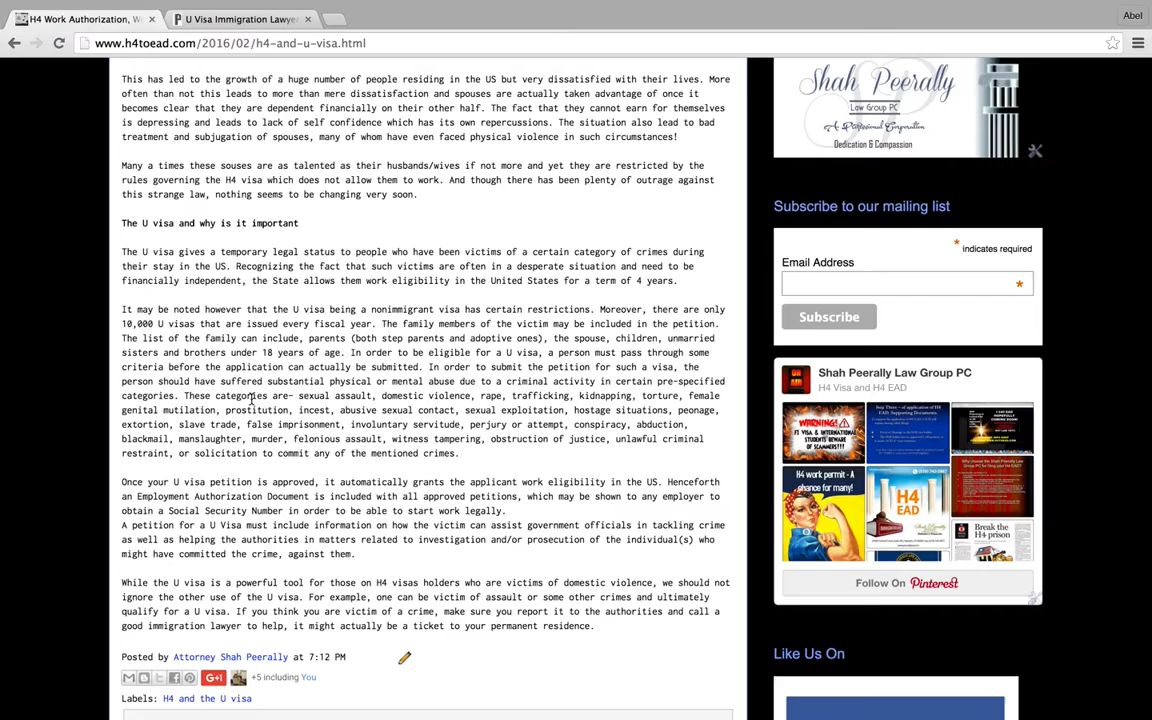 H4 Work Authorization, W
U Visa Immigration Lawye
Abel
www.h4toead.com/2016/02/h4-and-u-visa.html
This has led to the growth of a huge number of people residing in the US but very dissatisfied with their lives. More
often than not this leads to more than mere dissatisfaction and spouses are actually taken advantage of once it
becomes clear that they are dependent financially on their other half. The fact that they cannot earn for themselves
is depressing and leads to lack of self confidence which has its own repercussions. The situation also lead to bad
treatment and subjugation of spouses, many of whom have even faced physical violence in such circumstances!
Many a times these souses are as talented as their husbands/wives if not more and yet they are restricted by the
rules governing the H4 visa which does not allow them to work. And though there has been plenty of outrage against
this strange law, nothing seems to be changing very soon.
The U visa and why is it important
The U visa gives a temporary legal status to people who have been victims of a certain category of crimes during
their stay in the US. Recognizing the fact that such victims are often in a desperate situation and need to be
financially independent, the State allows them work eligibility in the United States for a term of 4 years.
It may be noted however that the U visa being a nonimmigrant visa has certain restrictions. Moreover, there are only
10,000 U visas that are issued every fiscal year. The family members of the victim may be included in the petition.
The list of the family can include, parents (both step parents and adoptive ones), the spouse, children, unmarried
sisters and brothers under 18 years of age. In order to be eligible for a U visa, a person must pass through some
criteria before the application can actually be submitted. In order to submit the petition for such a visa, the
person should have suffered substantial physical or mental abuse due to a criminal activity in certain pre-specified
categories. These categories are- sexual assault, domestic violence, rape, trafficking, kidnapping, torture, female
genital mutilation, prostitution, incest, abusive sexual contact, sexual exploitation, hostage situations, peonage,
extortion, slave trade, false imprisonment, involuntary servitude, perjury or attempt, conspiracy, abduction,
blackmail, manslaughter, murder, felonious assault, witness tampering, obstruction of justice, unlawful criminal
restraint, or solicitation to commit any of the mentioned crimes.
Once your U visa petition is approved, it automatically grants the applicant work eligibility in the US. Henceforth
an Employment Authorization Document is included with all approved petitions, which may be shown to any employer to
obtain a Social Security Number in order to be able to start work legally.
A petition for a U Visa must include information on how the victim can assist government officials in tackling crime
as well as helping the authorities in matters related to investigation and/or prosecution of the individual(s) who
might have committed the crime, against them.
While the U visa is a powerful tool for those on H4 visas holders who are victims of domestic violence, we should not
ignore the other use of the U visa. For example, one can be victim of assault or some other crimes and ultimately
qualify for a U visa. If you think you are victim of a crime, make sure you report it to the authorities and call a
good immigration lawyer to help, it might actually be a ticket to your permanent residence.
Posted by Attorney Shah Peerally at 7:12 PM
G+1 +5 including You
Labels: H4 and the U visa
Shah Peerally
Law Group PC
A Professional Corporation
Dedication & Compassion
Subscribe to our mailing list
* indicates required
Email Address
*
Subscribe
ON AIR
Shah Peerally Law Group PC
H4 Visa and H4 EAD
WARNING!
F1 VISA & INTERNATIONAL
STUDENTS BEWARE
OF SCAMMERS!!!
H4 work permit - A
chance for many!
H4
EAD
Break the
H4 prison
Follow On Pinterest
Like Us On